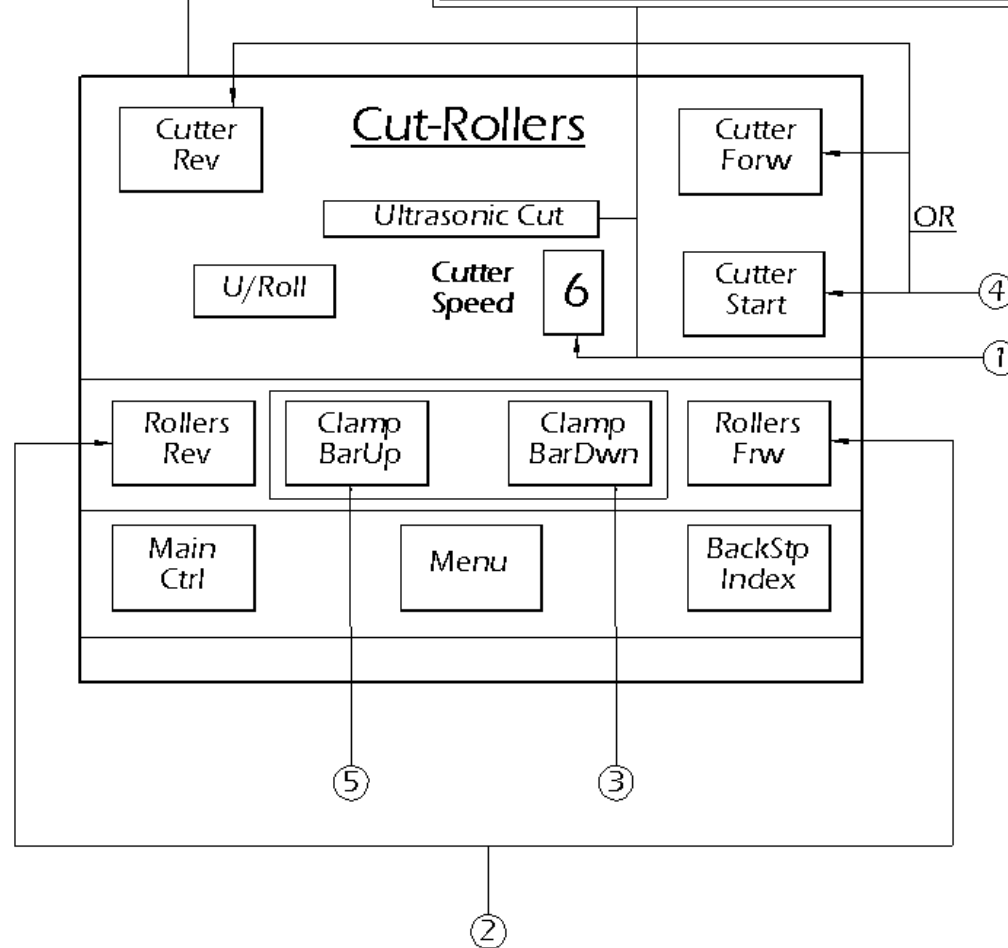 Cut-Rollers
Cutter
Rev
Cutter
Forw
Ultrasonic Cut
OR
U/Roll
Cutter
Speed
6
Cutter
Start
4
1
Rollers
Rev
Clamp
BarUp
Clamp
BarDwn
Rollers
Frw
Main
Ctrl
Menu
BackStp
Index
5
3
2